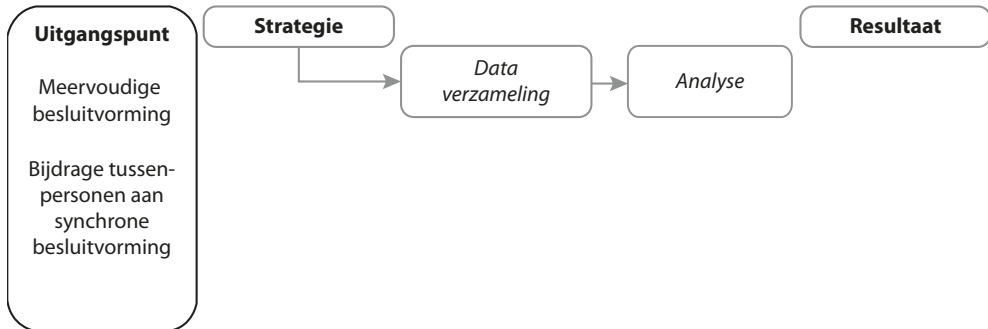 Uitgangspunt
Meervoudige
besluitvorming
Bijdrage tussen-
personen aan
synchrone
besluitvorming
Strategie
Data
verzameling
Analyse
Resultaat